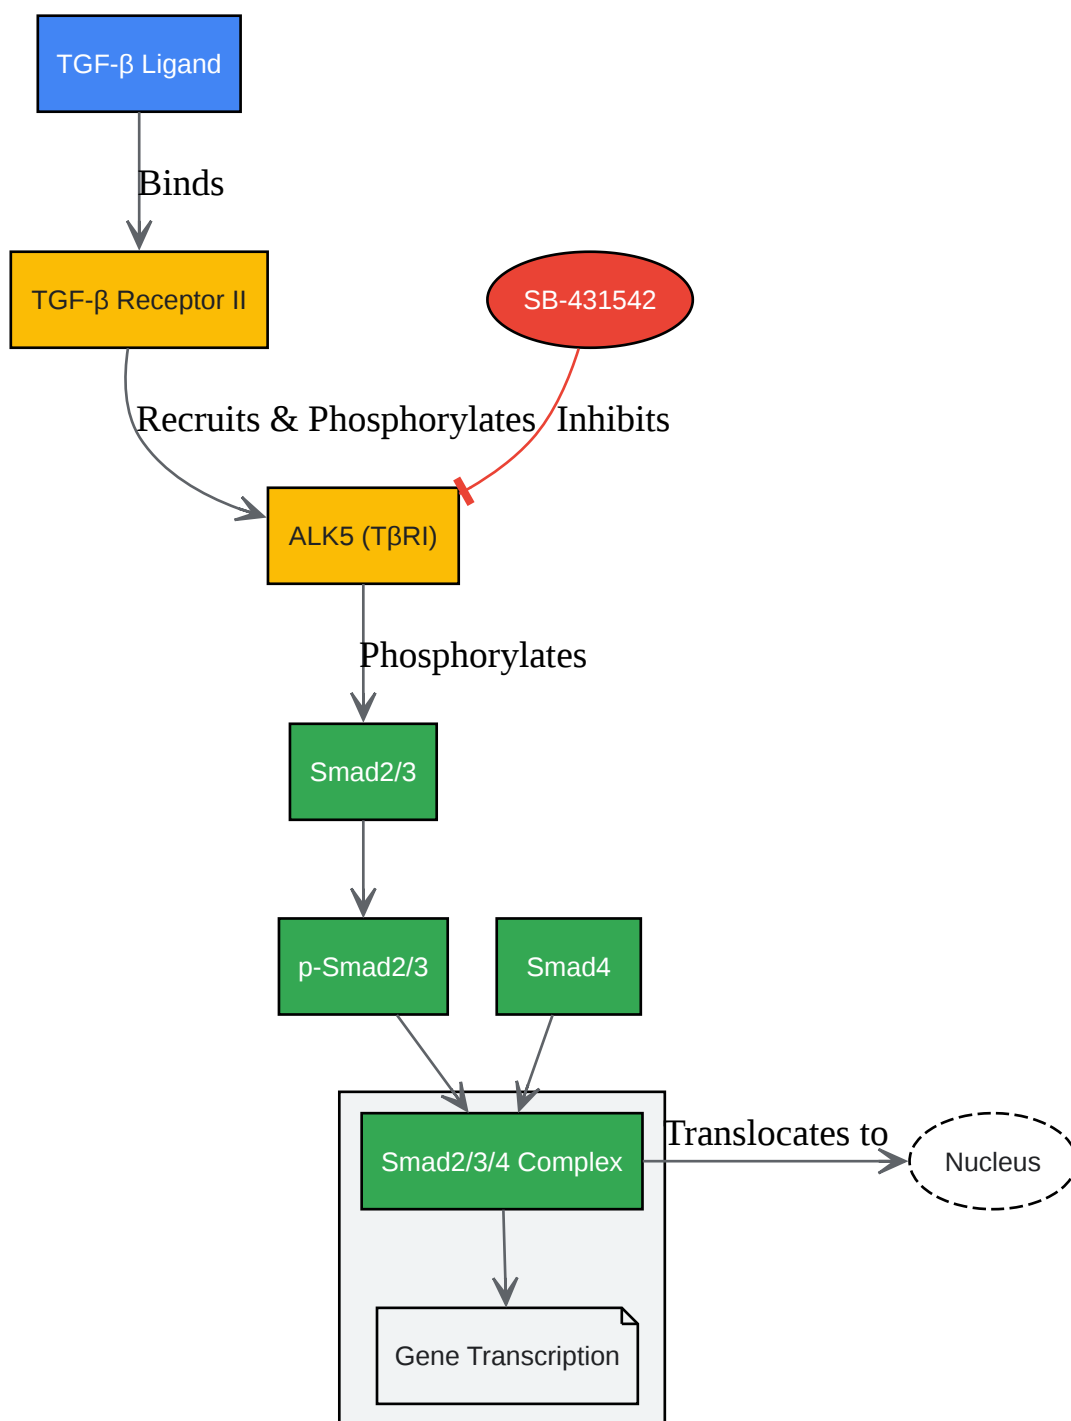 TGF-β Ligand
Binds
TGF-β Receptor II
SB-431542
Recruits & Phosphorylates
Inhibits
ALK5 (TβRI)
Phosphorylates
Smad2/3
p-Smad2/3
Smad4
Smad2/3/4 Complex
Translocates to
Nucleus
Gene Transcription